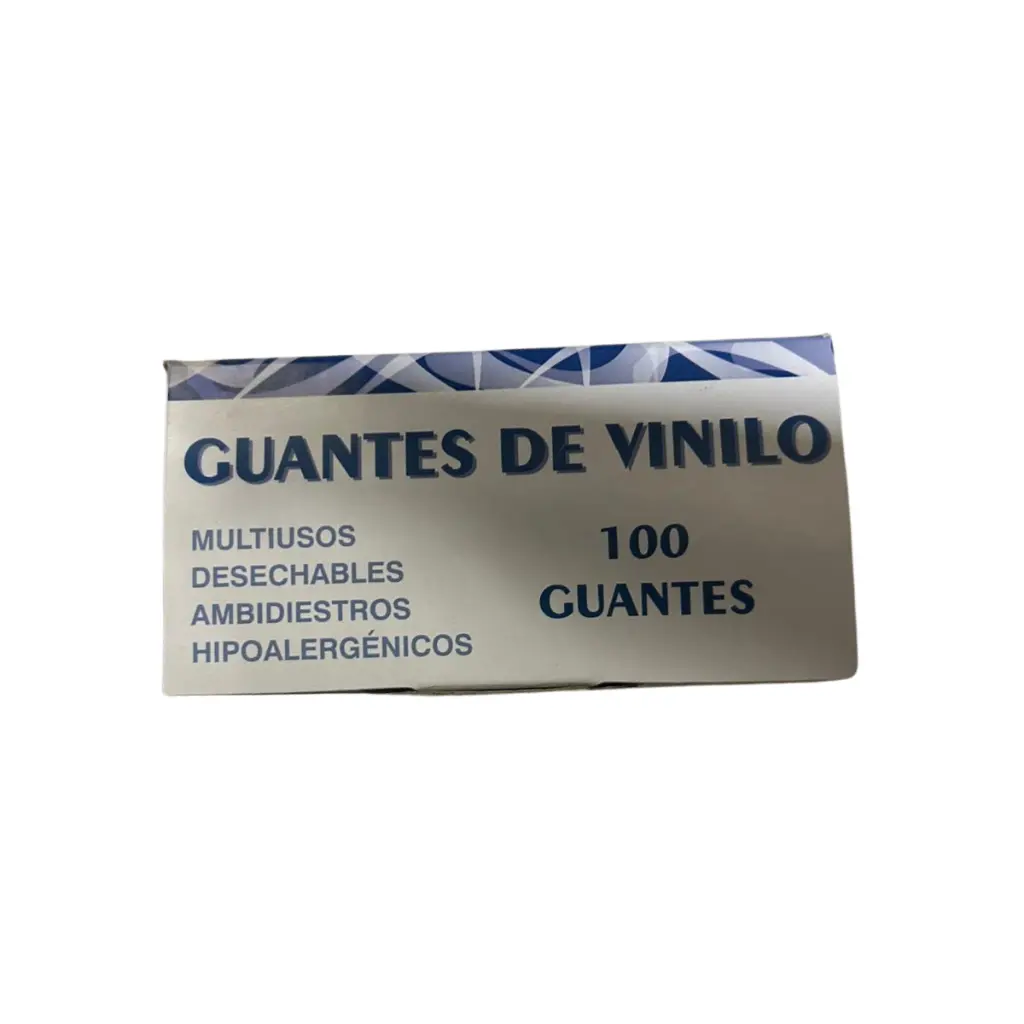 GUANTES DE VINILO
MULTIUSOS
DESECHABLES
AMBIDIESTROS
HIPOALERGÉNICOS
100
GUANTES